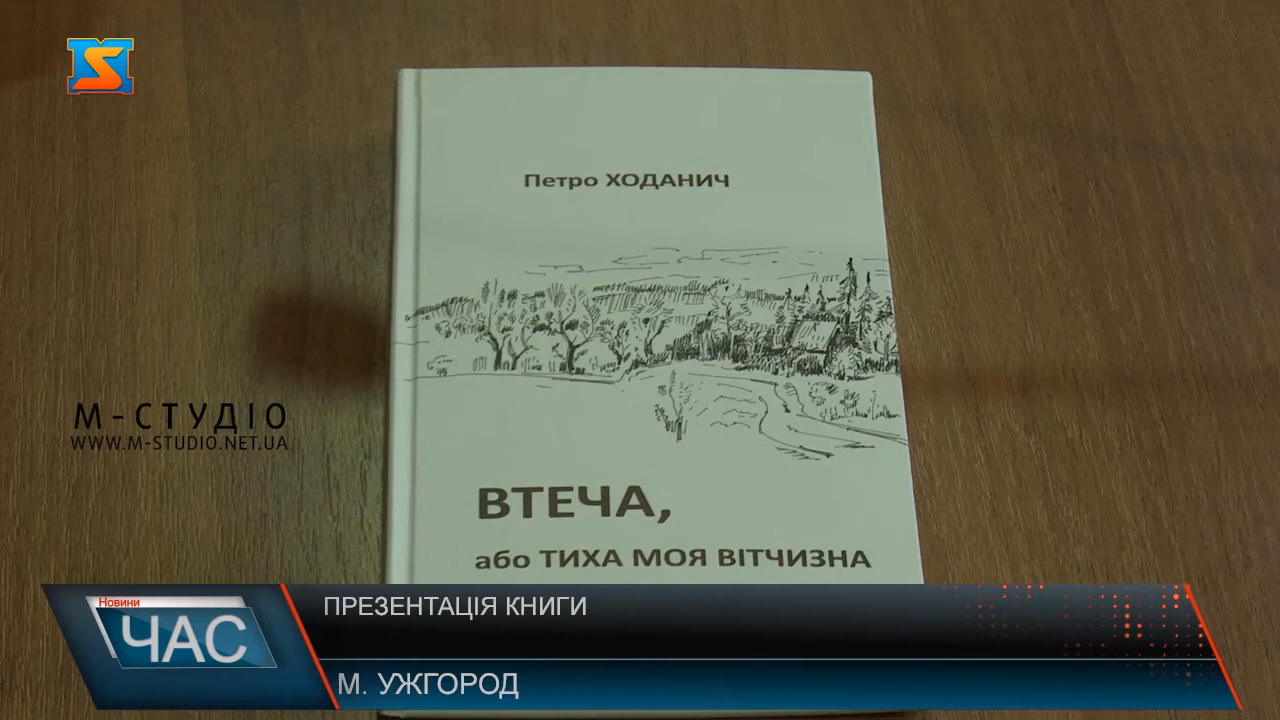 Петро ХОДАНИЧ
М-СТУДІО
WWW.M-STUDIO.NET.UA
ВТЕЧА,
або ТИХА МОЯ ВІТЧИЗНА
Новини
ЧАС
ПРЕЗЕНТАЦІЯ КНИГИ
М. УЖГОРОД